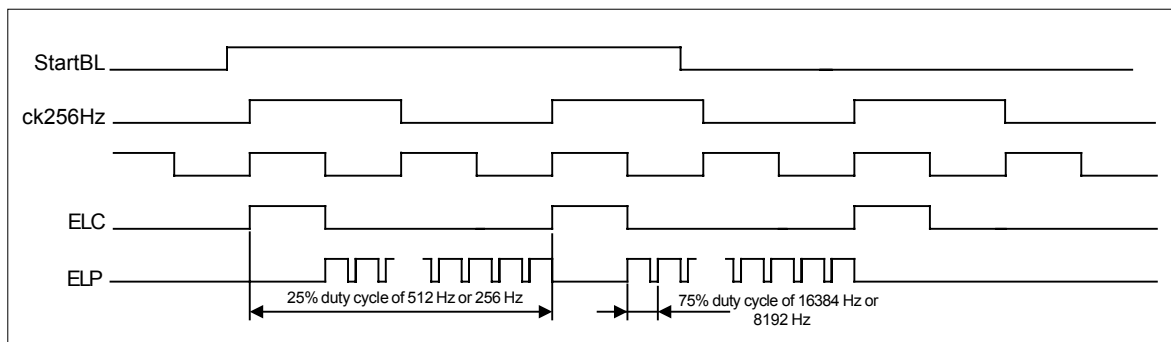 StartBL
ck256Hz
ELC
ELP
25% duty cycle of 512 Hz or 256 Hz
75% duty cycle of 16384 Hz or
8192 Hz